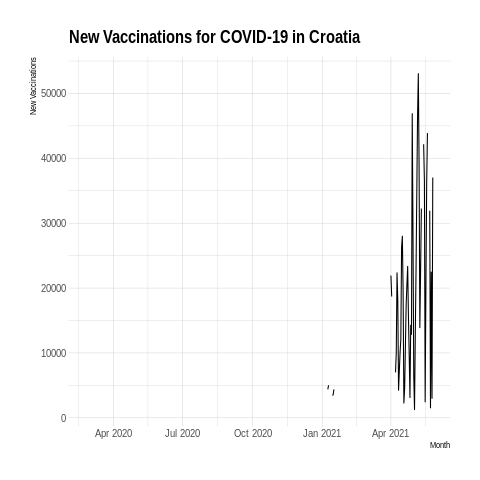 New Vaccinations for COVID-19 in Croatia
New Vaccinations
50000
40000
30000
20000
10000
0
Apr 2020 Jul 2020 Oct 2020 Jan 2021 Apr 2021
Month